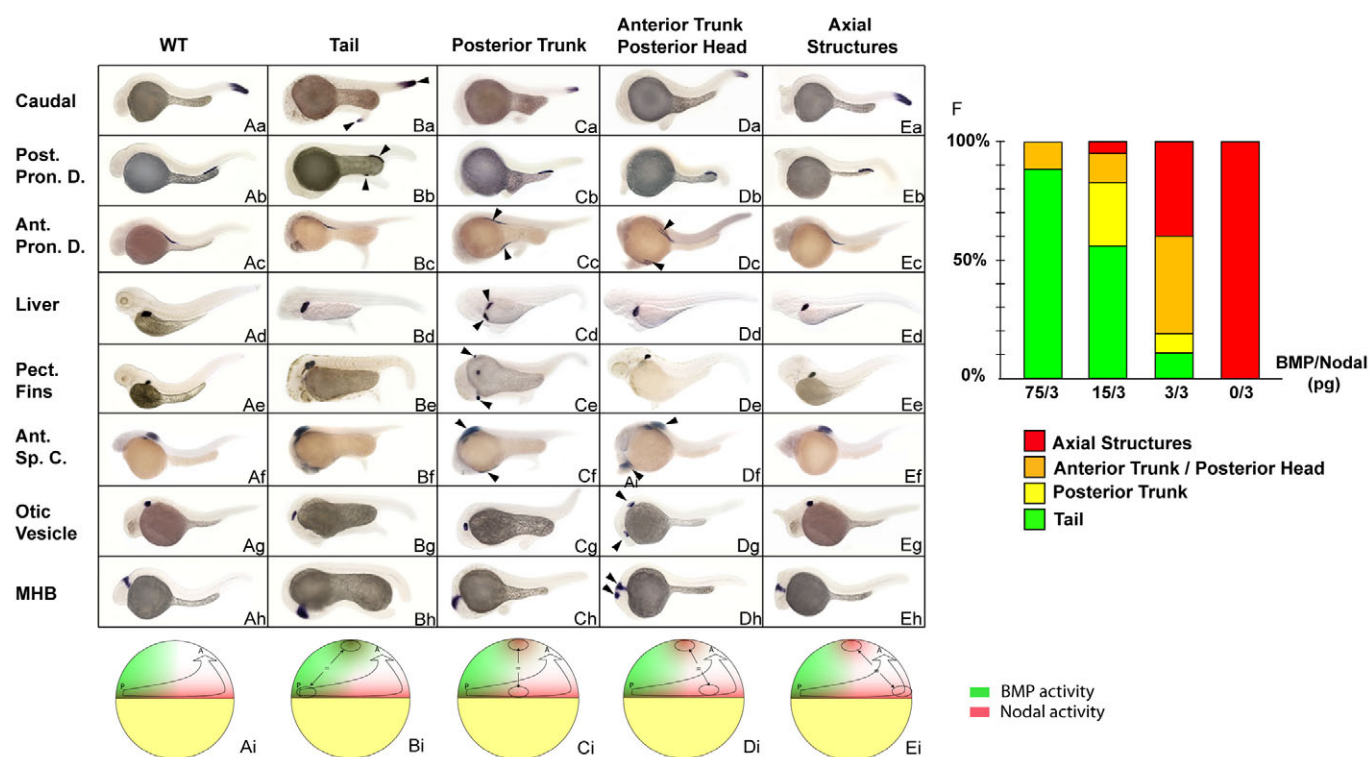 WT
Tail
Posterior Trunk
Anterior Trunk
Posterior Head
Axial
Structures
Caudal
Aa
Ba
Ca
Da
Ea
Post.
Pron. D.
Ab
Bb
Cb
Db
Eb
Ant.
Pron. D.
Ac
Bc
Cc
Dc
Ec
Liver
Ad
Bd
Cd
Dd
Ed
Pect.
Fins
Ae
Be
Ce
De
Ee
Ant.
Sp. C.
Af
Bf
Cf
Df
Ef
Otic
Vesicle
Ag
Bg
Cg
Dg
Eg
MHB
Ah
Bh
Ch
Dh
Eh
A
P
Ai
A
P
=
Bi
A
P
=
Ci
A
P
=
Di
A
P
Ei
F
100%
50%
0%
75/3
15/3
3/3
0/3
BMP/Nodal
(pg)
Axial Structures
Anterior Trunk / Posterior Head
Posterior Trunk
Tail
BMP activity
Nodal activity